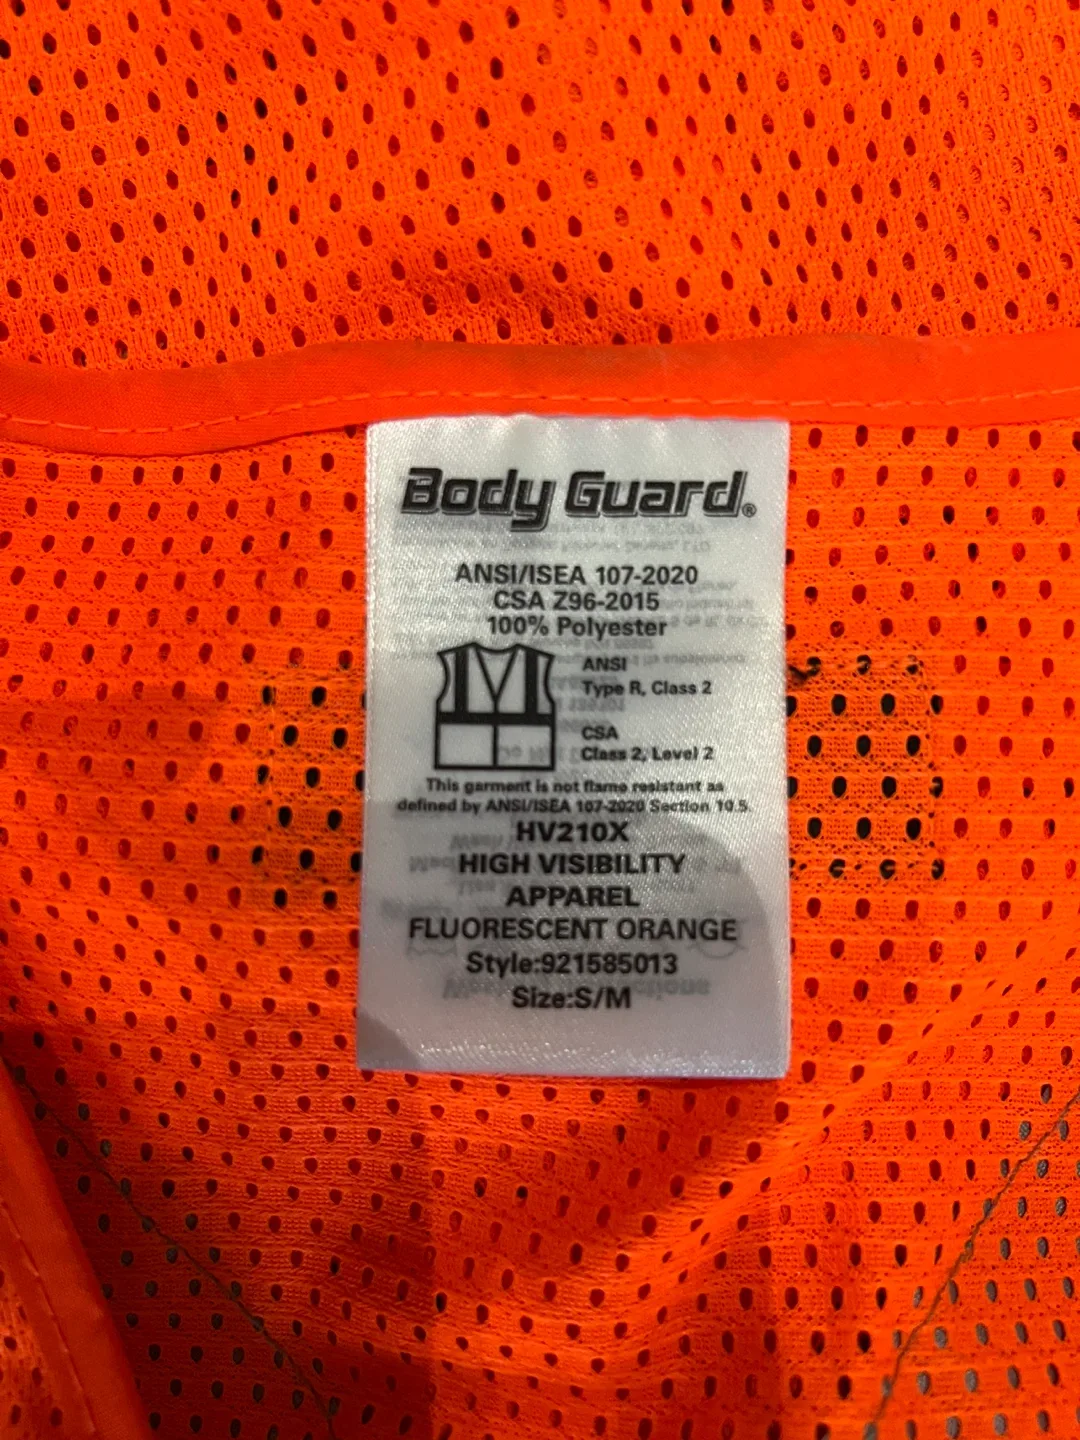 Body Guard®
ANSI/ISEA 107-2020
CSA Z96-2015
100% Polyester
ANSI
Type R, Class 2
CSA
Class 2, Level 2
This garment is not flame resistant as
defined by ANSI/ISEA 107-2020 Section 10.5.
HV210X
HIGH VISIBILITY
APPAREL
FLUORESCENT ORANGE
Style:921585013
Size:S/M